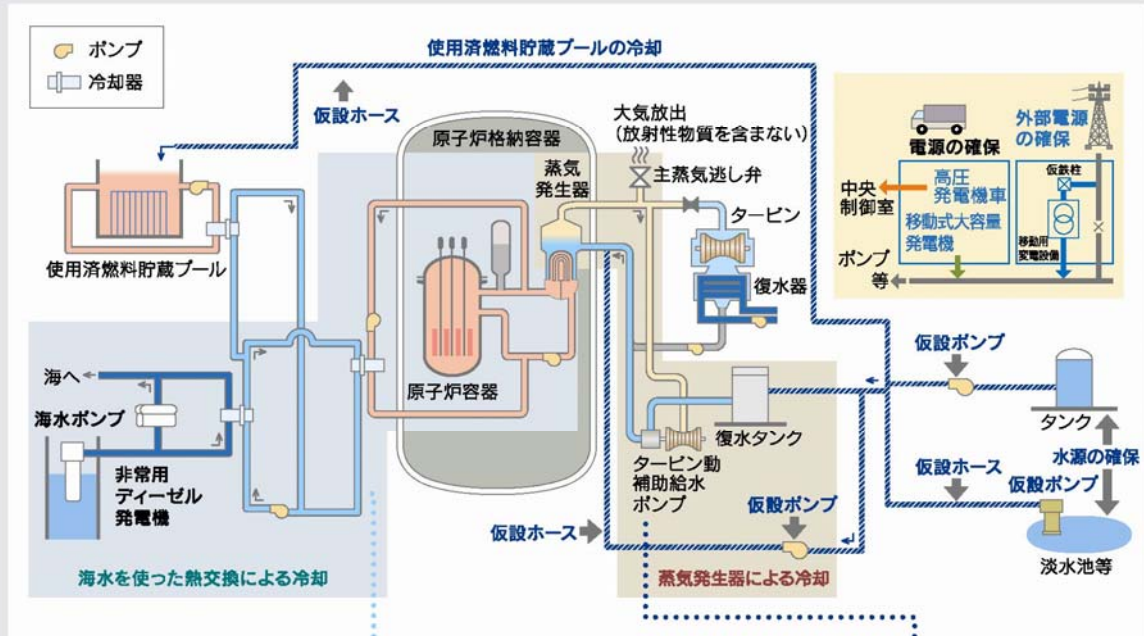 ポンプ
冷却器
使用済燃料貯蔵プールの冷却
仮設ホース
原子炉格納容器
大気放出
（放射性物質を含まない）
蒸気
発生器
主蒸気逃し弁
タービン
復水器
電源の確保
外部電源
の確保
中央
制御室
高圧
発電機車
移動式大容量
発電機
仮鉄柱
移動用
変電設備
ポンプ
等
使用済燃料貯蔵プール
原子炉容器
海へ
海水ポンプ
非常用
ディーゼル
発電機
復水タンク
タービン動
補助給水
ポンプ
仮設ポンプ
タンク
水源の確保
仮設ホース
仮設ポンプ
淡水池等
仮設ホース
仮設ポンプ
海水を使った熱交換による冷却
蒸気発生器による冷却